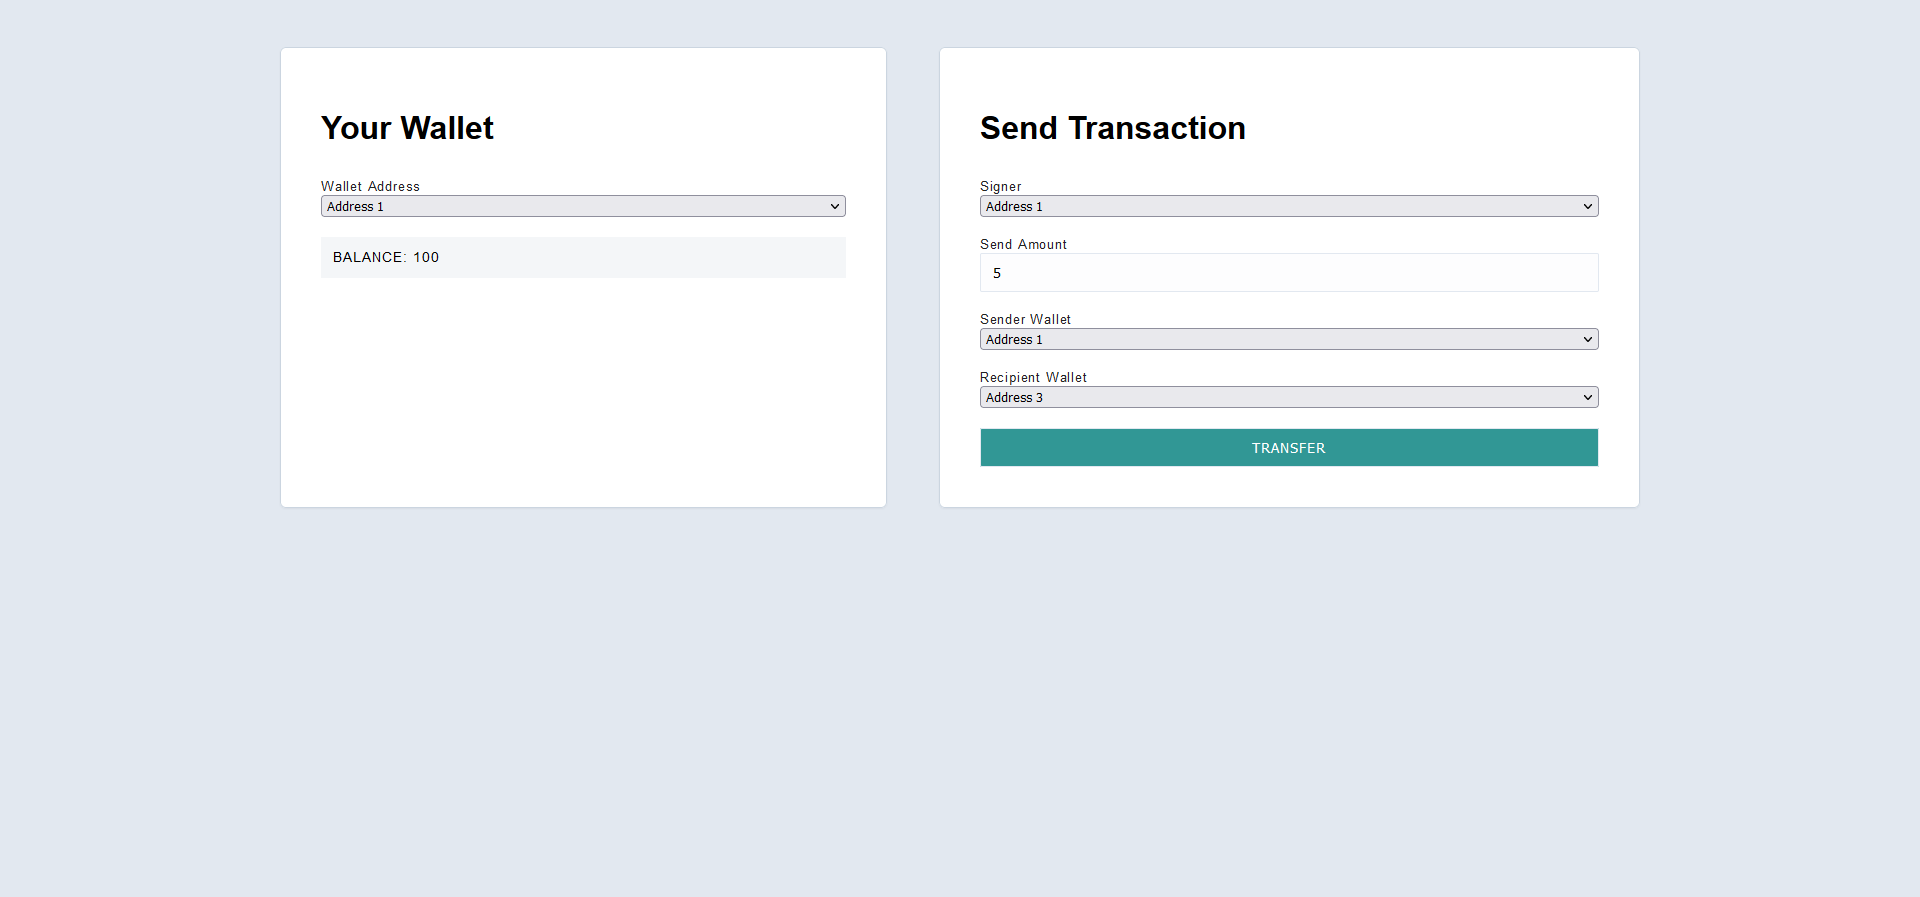 Your Wallet
Wallet Address
Address 1
BALANCE: 100
Send Transaction
Signer
Address 1
Send Amount
5
Sender Wallet
Address 1
Recipient Wallet
Address 3
TRANSFER